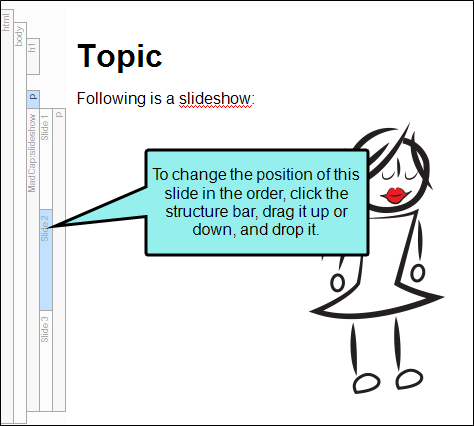 html
body
h1
Topic
p
Following is a slideshow:
MadCap:slideshow
Slide 1
p
To change the position of this
slide in the order, click the
structure bar, drag it up or
down, and drop it.
Slide 2
Slide 3